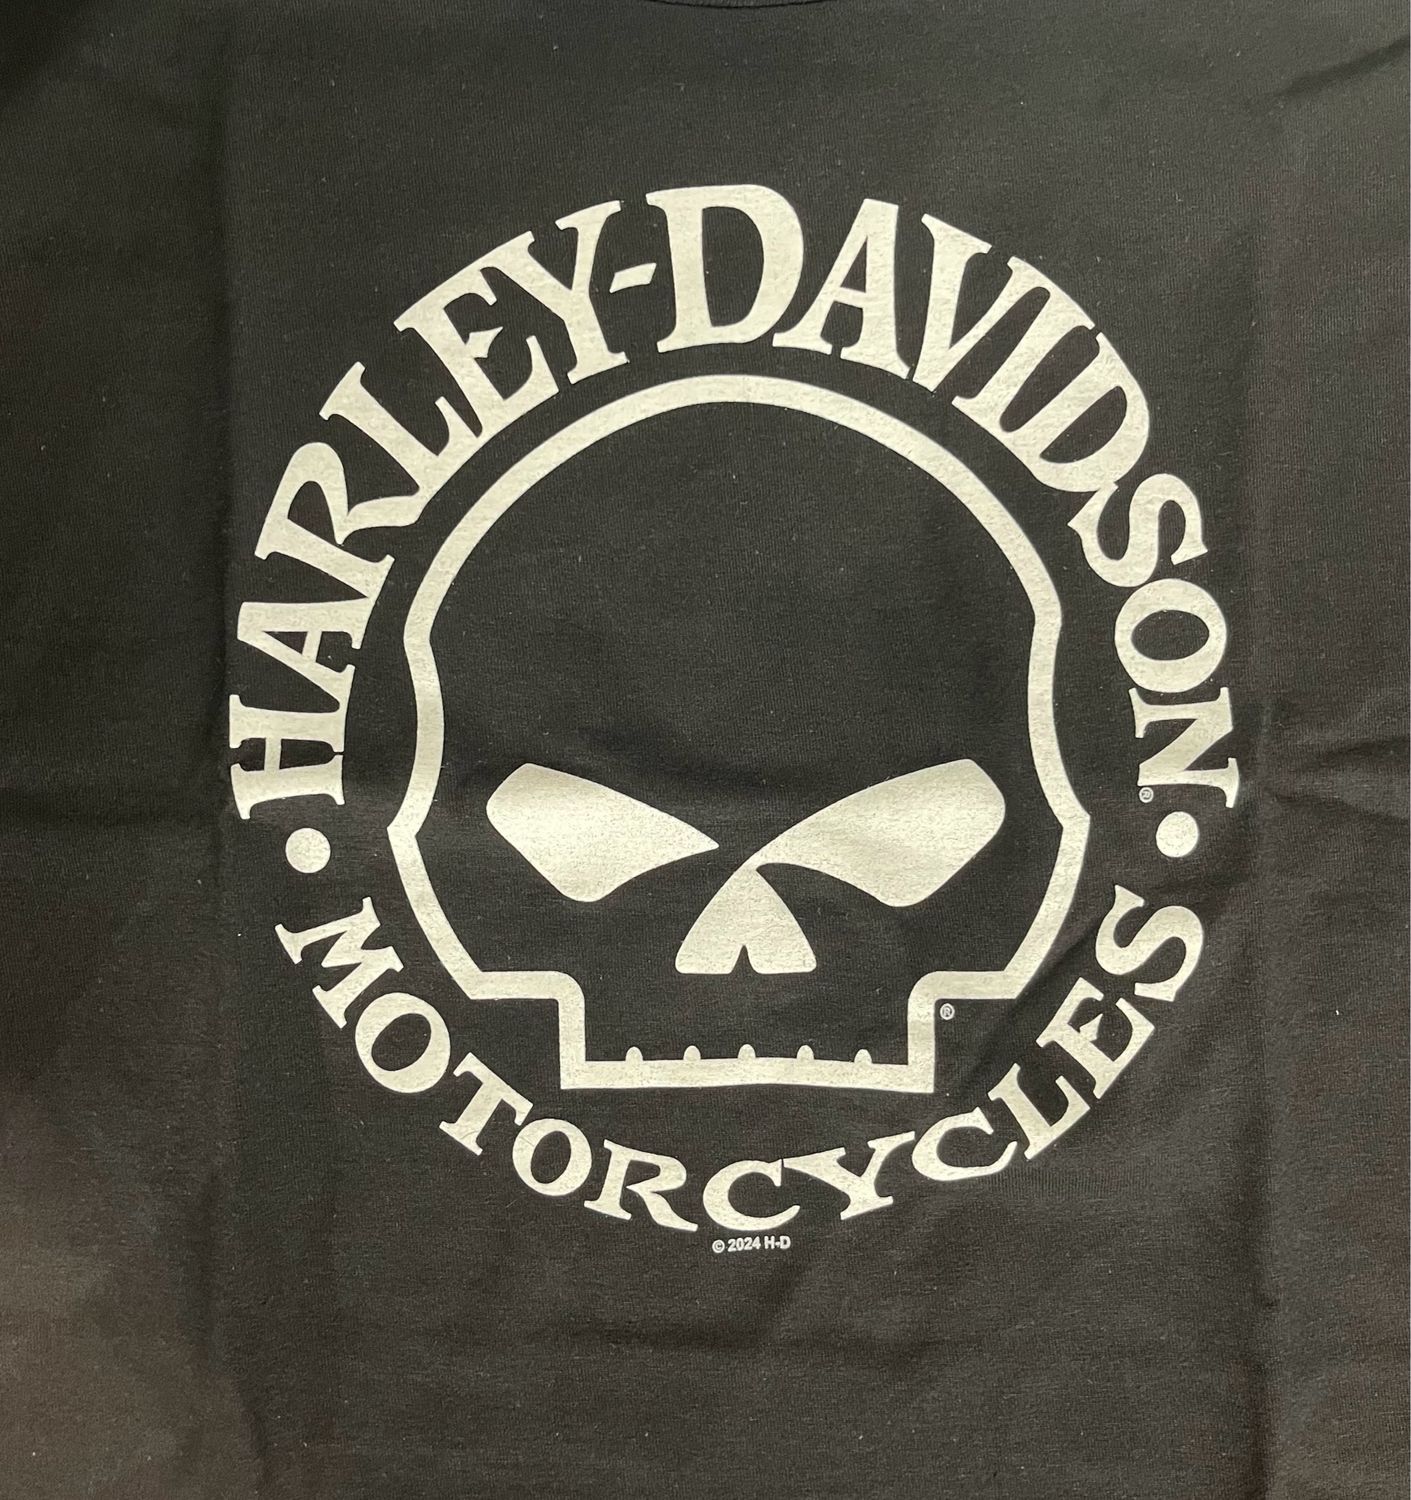 HARLEY-DAVIDSON
®
• MOTORCYCLES •
®
© 2024 H-D